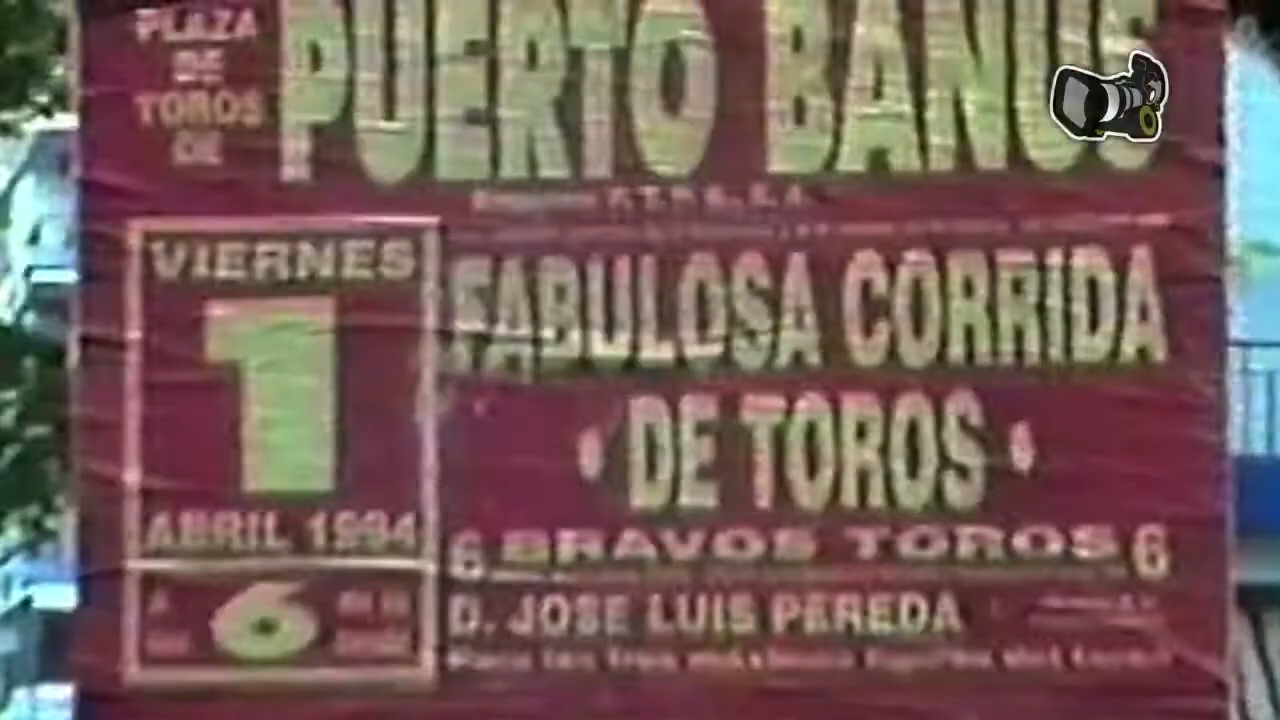 PLAZA
DE
TOROS
DE
PUERTO BANUS
VIERNES
1
ABRIL 1994
6
FABULOSA CORRIDA
DE TOROS
6 BRAVOS TOROS 6
D. JOSE LUIS PEREDA